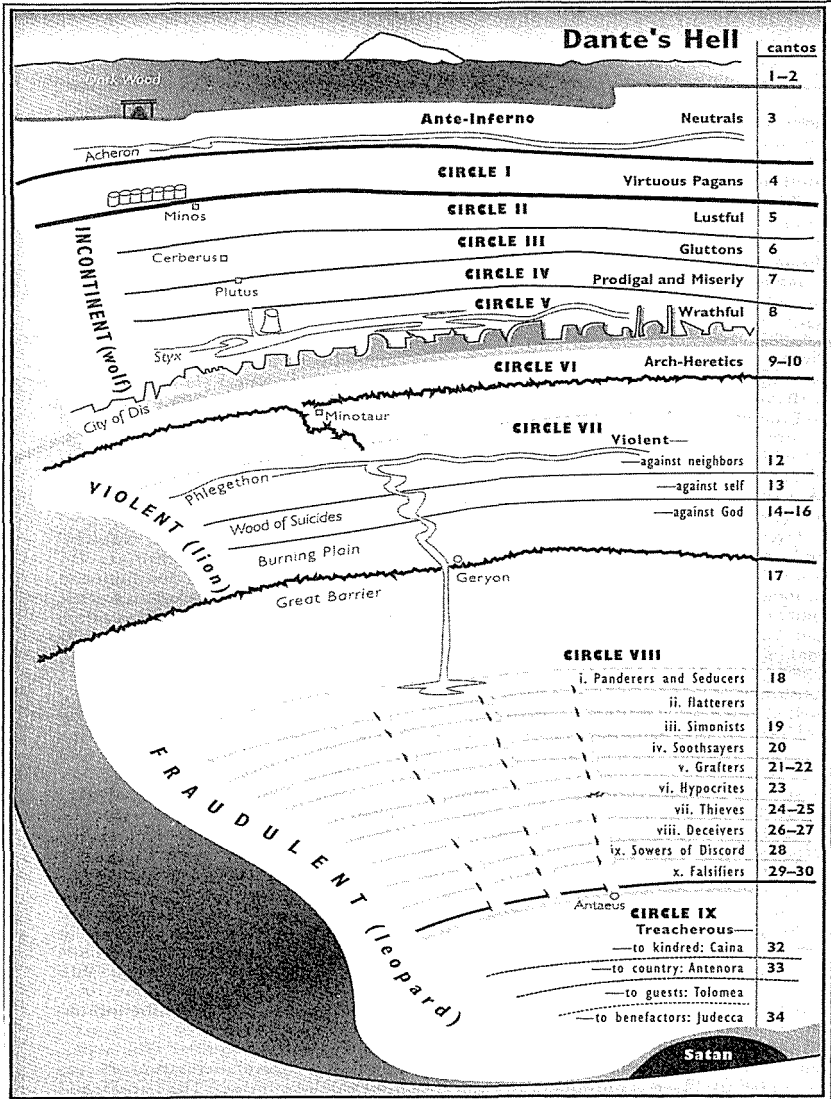 Dante's Hell
cantos
Dark Wood
1–2
Ante-Inferno Neutrals 3
Acheron
CIRCLE I
Virtuous Pagans 4
Minos
CIRCLE II
Lustful 5
CIRCLE III
Cerberus
Gluttons 6
CIRCLE IV
Prodigal and Miserly 7
Plutus
CIRCLE V
Wrathful 8
Styx
INCONTINENT (wolf)
CIRCLE VI
Arch-Heretics 9–10
City of Dis
Minotaur
CIRCLE VII
Violent—
—against neighbors 12
Phlegethon
—against self 13
VIOLENT (lion)
Wood of Suicides
—against God 14–16
Burning Plain
Geryon
17
Great Barrier
CIRCLE VIII
i. Panderers and Seducers 18
ii. flatterers
iii. Simonists 19
iv. Soothsayers 20
v. Grafters 21–22
vi. Hypocrites 23
vii. Thieves 24–25
viii. Deceivers 26–27
ix. Sowers of Discord 28
x. Falsifiers 29–30
FRAUDULENT (leopard)
Antaeus
CIRCLE IX
Treacherous—
—to kindred: Caina 32
—to country: Antenora 33
—to guests: Tolomea
—to benefactors: Judecca 34
Satan